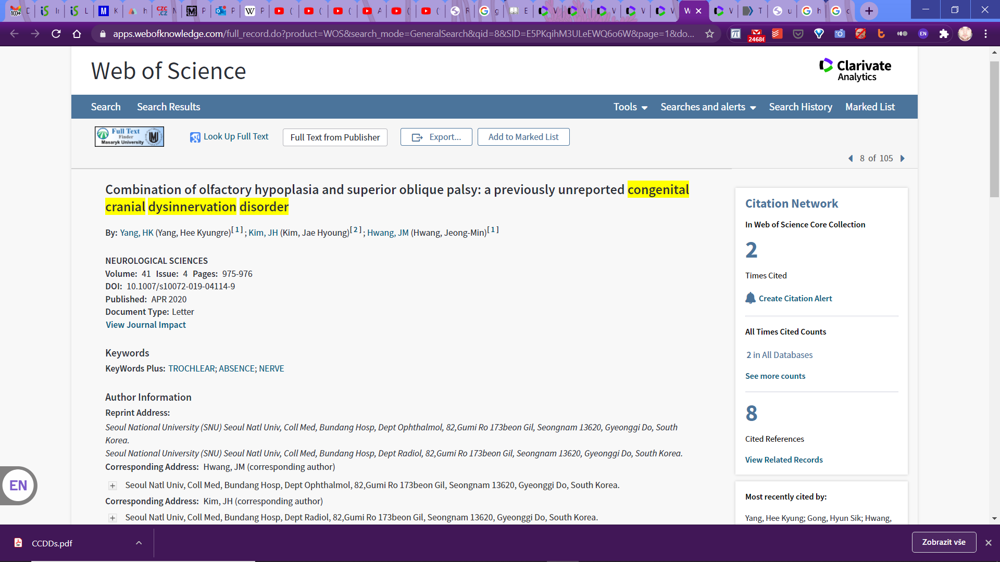 apps.webofknowledge.com/full_record.do?product=WOS&search_mode=GeneralSearch&qid=8&SID=E5PKqihM3ULeEWQ6o6W&page=1&do...
24686
EN
Web of Science
Clarivate
Analytics
Search Search Results Tools Searches and alerts Search History Marked List
Full Text
Finder
Masaryk University
Look Up Full Text
Full Text from Publisher
Export...
Add to Marked List
8 of 105
Combination of olfactory hypoplasia and superior oblique palsy: a previously unreported congenital
cranial dysinnervation disorder
By: Yang, HK (Yang, Hee Kyungre)[ 1 ] ; Kim, JH (Kim, Jae Hyoung)[ 2 ] ; Hwang, JM (Hwang, Jeong-Min)[ 1 ]
NEUROLOGICAL SCIENCES
Volume: 41 Issue: 4 Pages: 975-976
DOI: 10.1007/s10072-019-04114-9
Published: APR 2020
Document Type: Letter
View Journal Impact
Keywords
KeyWords Plus: TROCHLEAR; ABSENCE; NERVE
Author Information
Reprint Address:
Seoul National University (SNU) Seoul Natl Univ, Coll Med, Bundang Hosp, Dept Ophthalmol, 82,Gumi Ro 173beon Gil, Seongnam 13620, Gyeonggi Do, South
Korea.
Seoul National University (SNU) Seoul Natl Univ, Coll Med, Bundang Hosp, Dept Radiol, 82,Gumi Ro 173beon Gil, Seongnam 13620, Gyeonggi Do, South Korea.
Corresponding Address: Hwang, JM (corresponding author)
Seoul Natl Univ, Coll Med, Bundang Hosp, Dept Ophthalmol, 82,Gumi Ro 173beon Gil, Seongnam 13620, Gyeonggi Do, South Korea.
Corresponding Address: Kim, JH (corresponding author)
Seoul Natl Univ, Coll Med, Bundang Hosp, Dept Radiol, 82,Gumi Ro 173beon Gil, Seongnam 13620, Gyeonggi Do, South Korea.
Citation Network
In Web of Science Core Collection
2
Times Cited
Create Citation Alert
All Times Cited Counts
2 in All Databases
See more counts
8
Cited References
View Related Records
Most recently cited by:
Yang, Hee Kyung; Gong, Hyun Sik; Hwang,
EN
CCDDs.pdf
Zobrazit vše